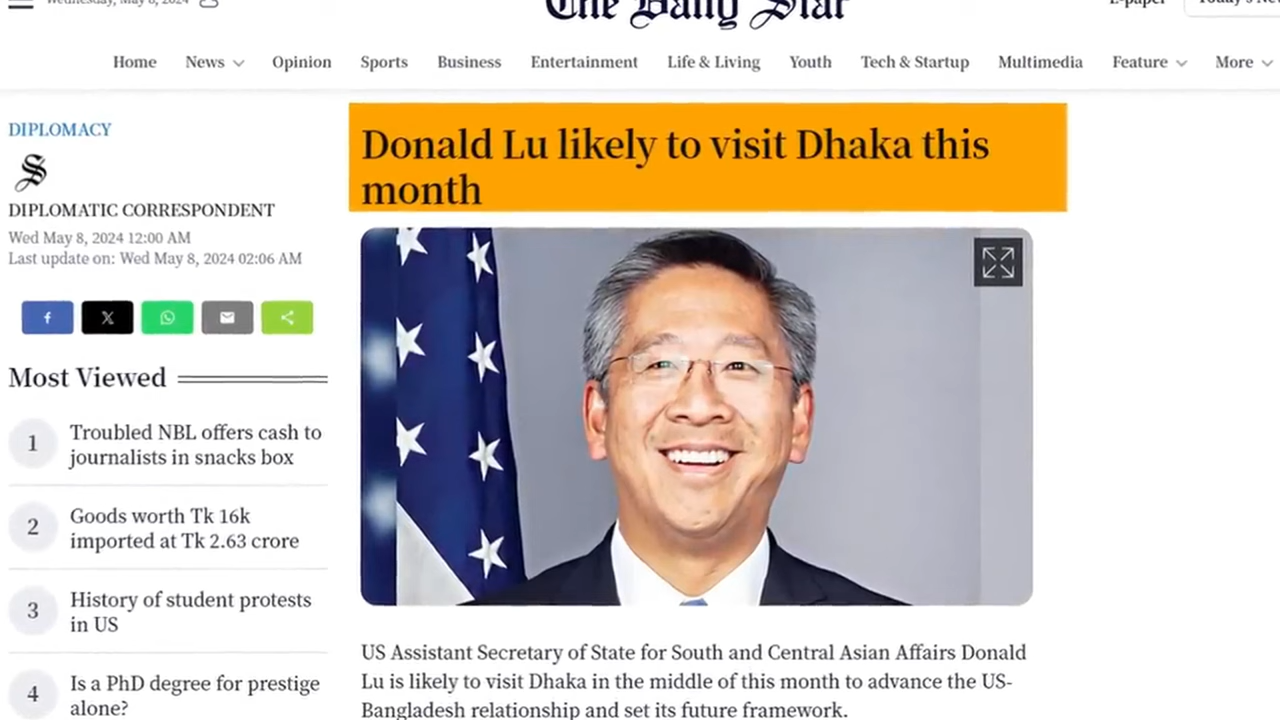 Wednesday, May 8, 2024
The Daily Star
E-paper
Today's News
Home News Opinion Sports Business Entertainment Life & Living Youth Tech & Startup Multimedia Feature More
DIPLOMACY
S
DIPLOMATIC CORRESPONDENT
Wed May 8, 2024 12:00 AM
Last update on: Wed May 8, 2024 02:06 AM
Most Viewed
1 Troubled NBL offers cash to
journalists in snacks box
2 Goods worth Tk 16k
imported at Tk 2.63 crore
3 History of student protests
in US
4 Is a PhD degree for prestige
alone?
Donald Lu likely to visit Dhaka this
month
US Assistant Secretary of State for South and Central Asian Affairs Donald
Lu is likely to visit Dhaka in the middle of this month to advance the US-
Bangladesh relationship and set its future framework.